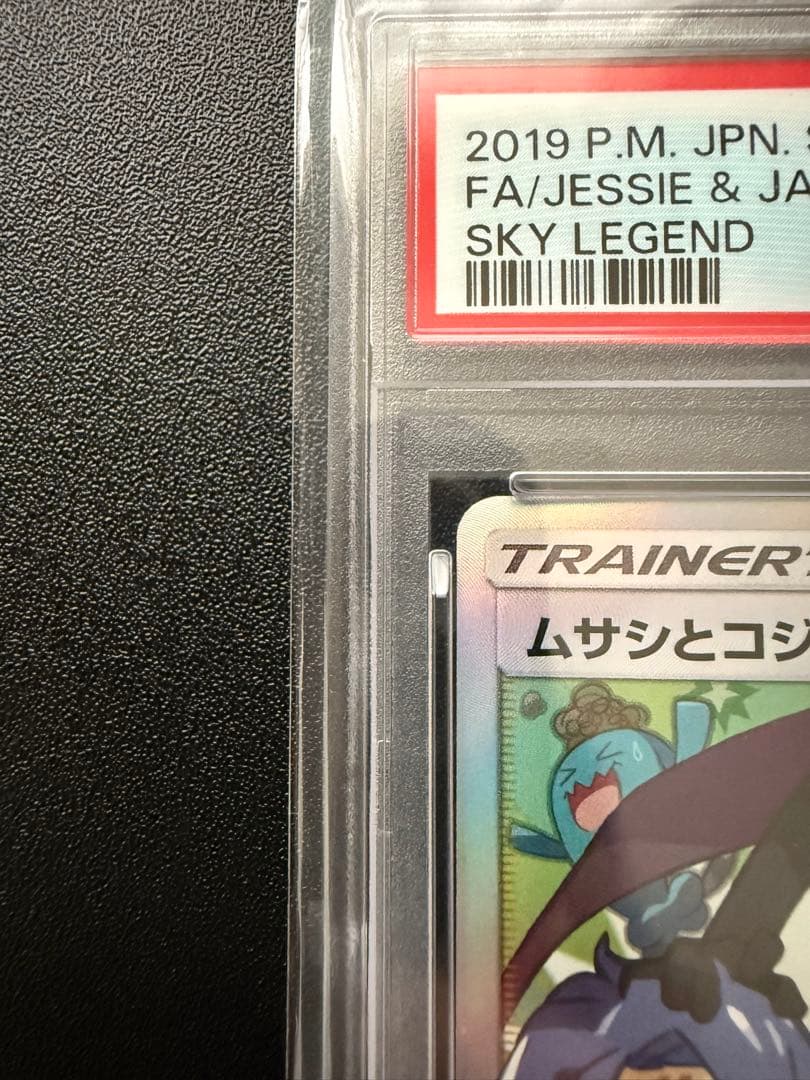 2019 P.M. JPN.
FA/JESSIE & JA
SKY LEGEND
TRAINER
ムサシとコジ